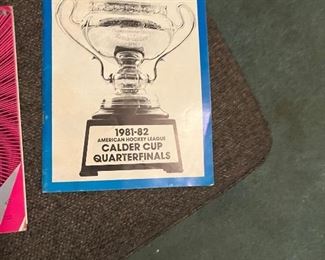 1981-82
AMERICAN HOCKEY LEAGUE
CALDER CUP
QUARTERFINALS